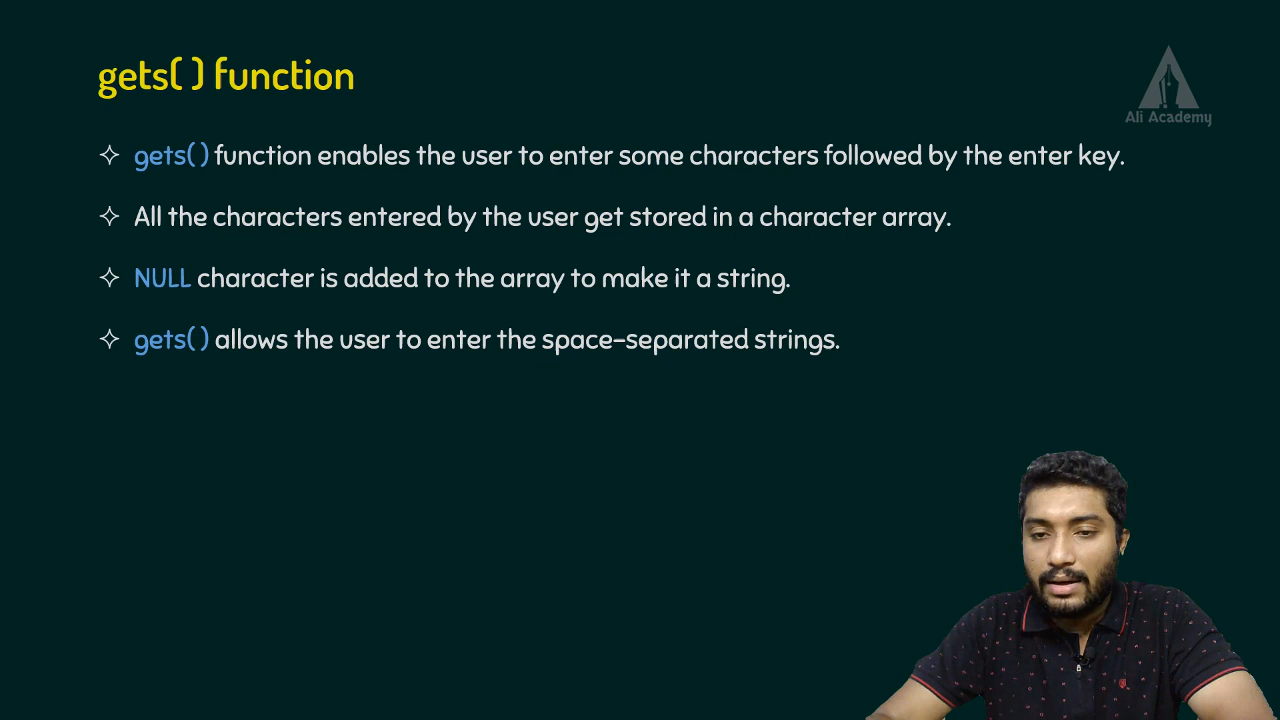 gets( ) function
Ali Academy
gets( ) function enables the user to enter some characters followed by the enter key.
All the characters entered by the user get stored in a character array.
NULL character is added to the array to make it a string.
gets( ) allows the user to enter the space-separated strings.